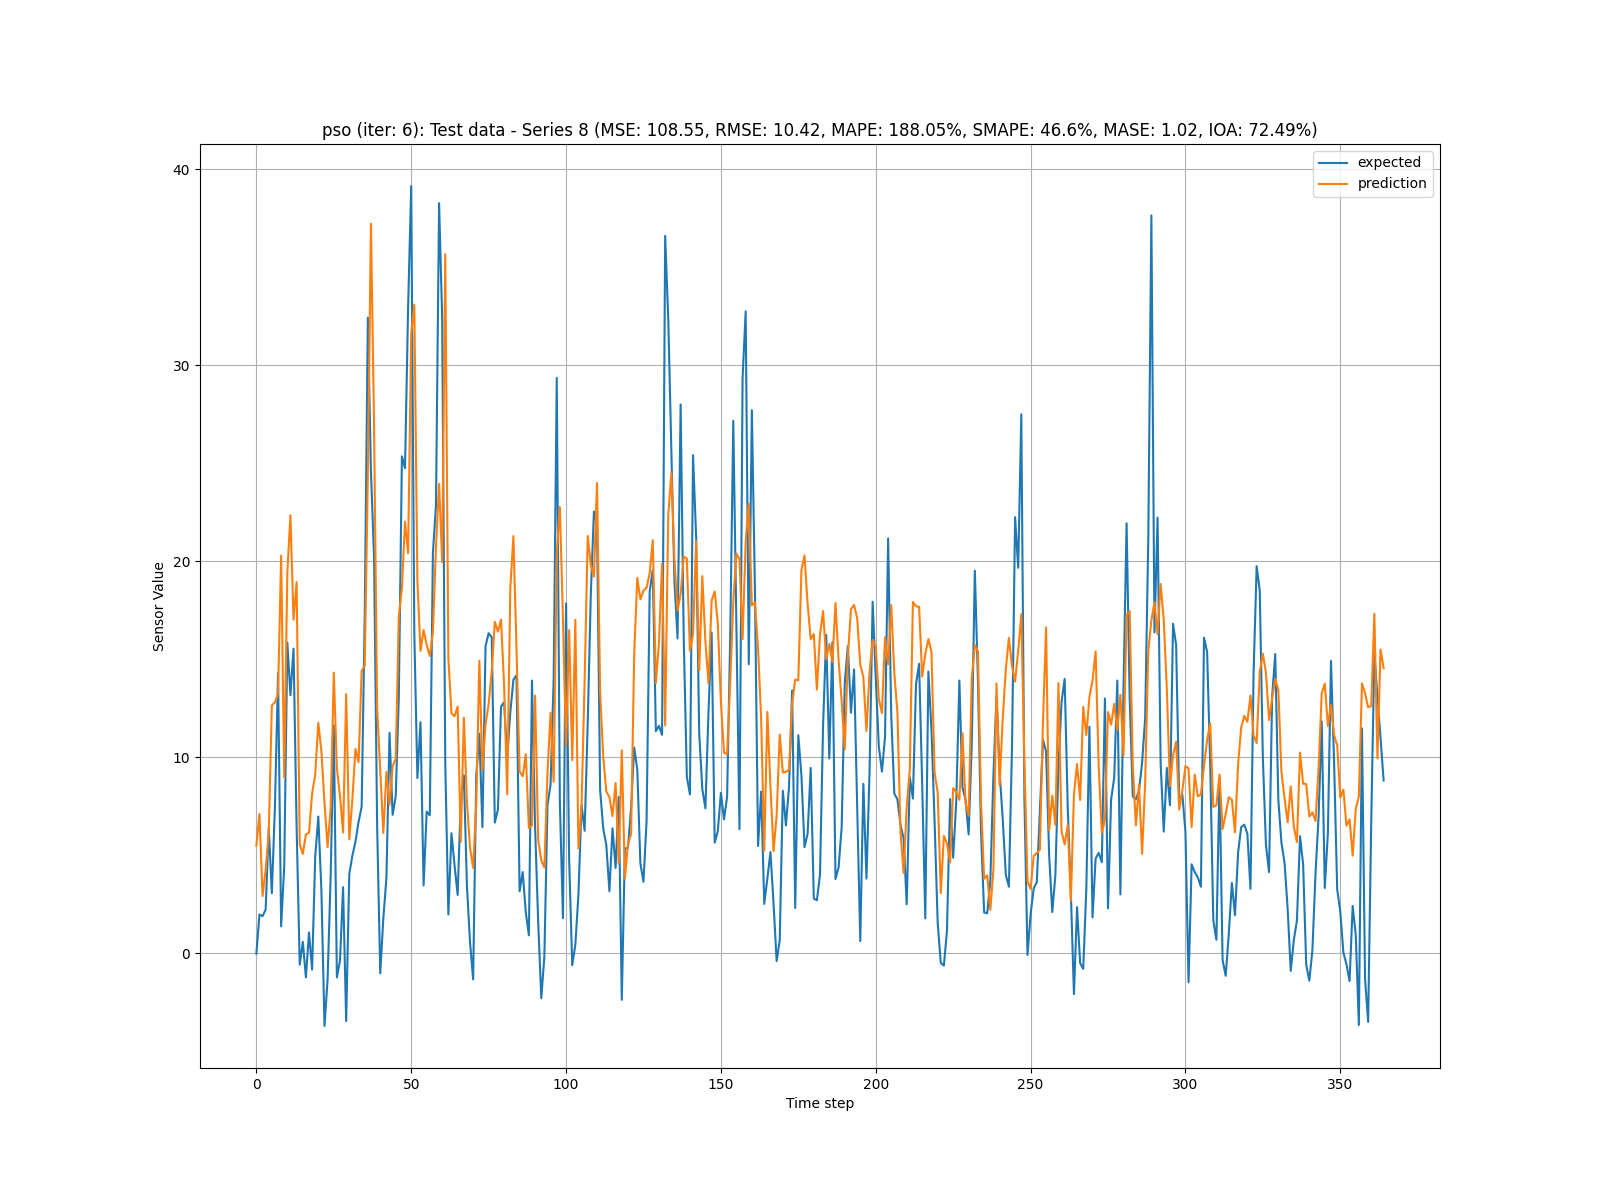 pso (iter: 6): Test data - Series 8 (MSE: 108.55, RMSE: 10.42, MAPE: 188.05%, SMAPE: 46.6%, MASE: 1.02, IOA: 72.49%)
expected
prediction
40
30
20
10
0
Sensor Value
0 50 100 150 200 250 300 350
Time step